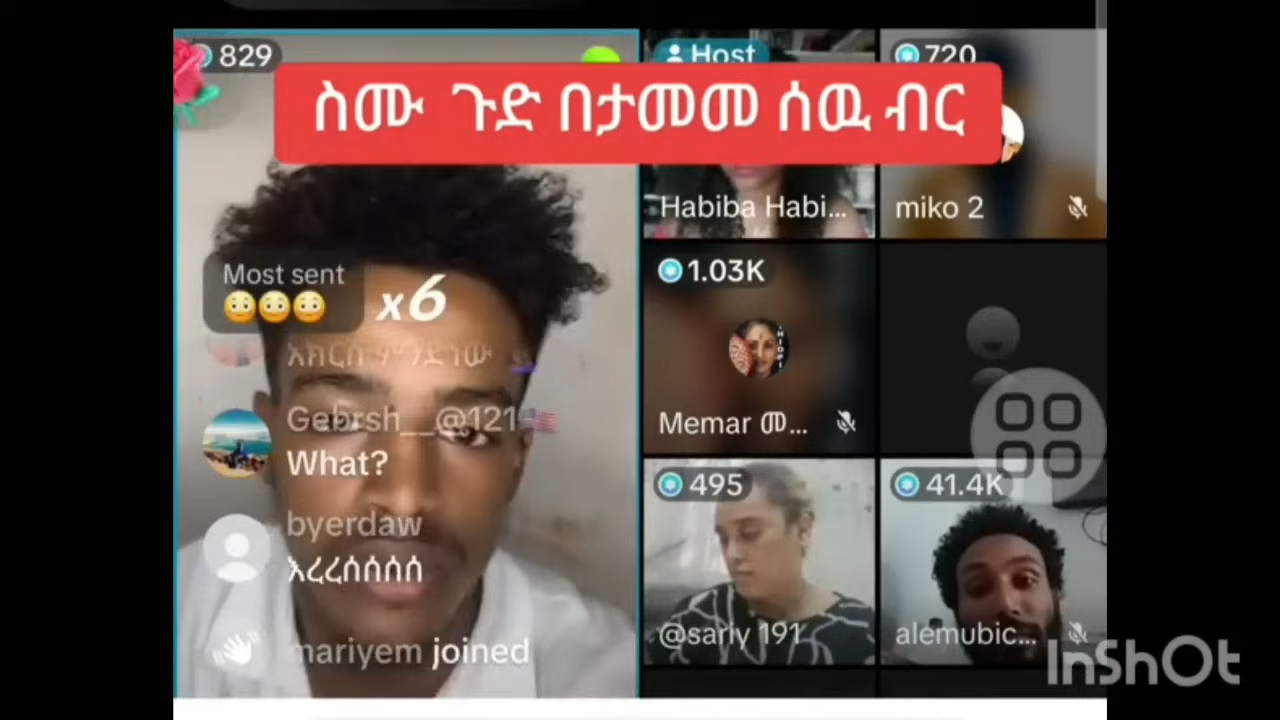 829
Host
720
ስሙ ጉድ በታመመ ሰዉ ብር
Habiba Habi...
miko 2
Most sent
x6
1.03K
Gebrsh__@121
What?
Memar መ...
byerdaw
እረረሰሰሰሰ
mariyem joined
495
41.4K
@sariy 191
alemubic...
InShOt